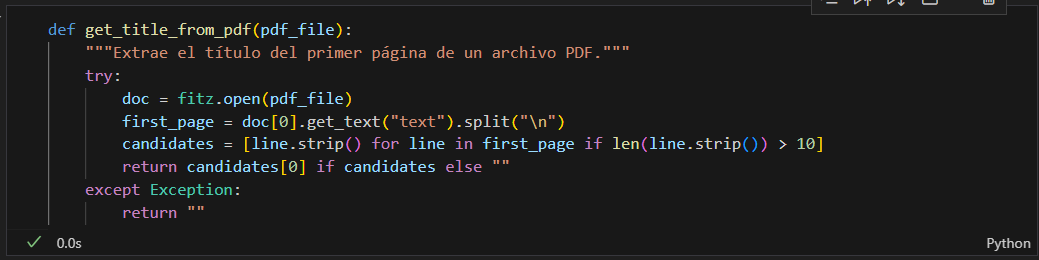 def get_title_from_pdf(pdf_file):
    """Extrae el título del primer página de un archivo PDF."""
    try:
        doc = fitz.open(pdf_file)
        first_page = doc[0].get_text("text").split("\n")
        candidates = [line.strip() for line in first_page if len(line.strip()) > 10]
        return candidates[0] if candidates else ""
    except Exception:
        return ""
0.0s
Python